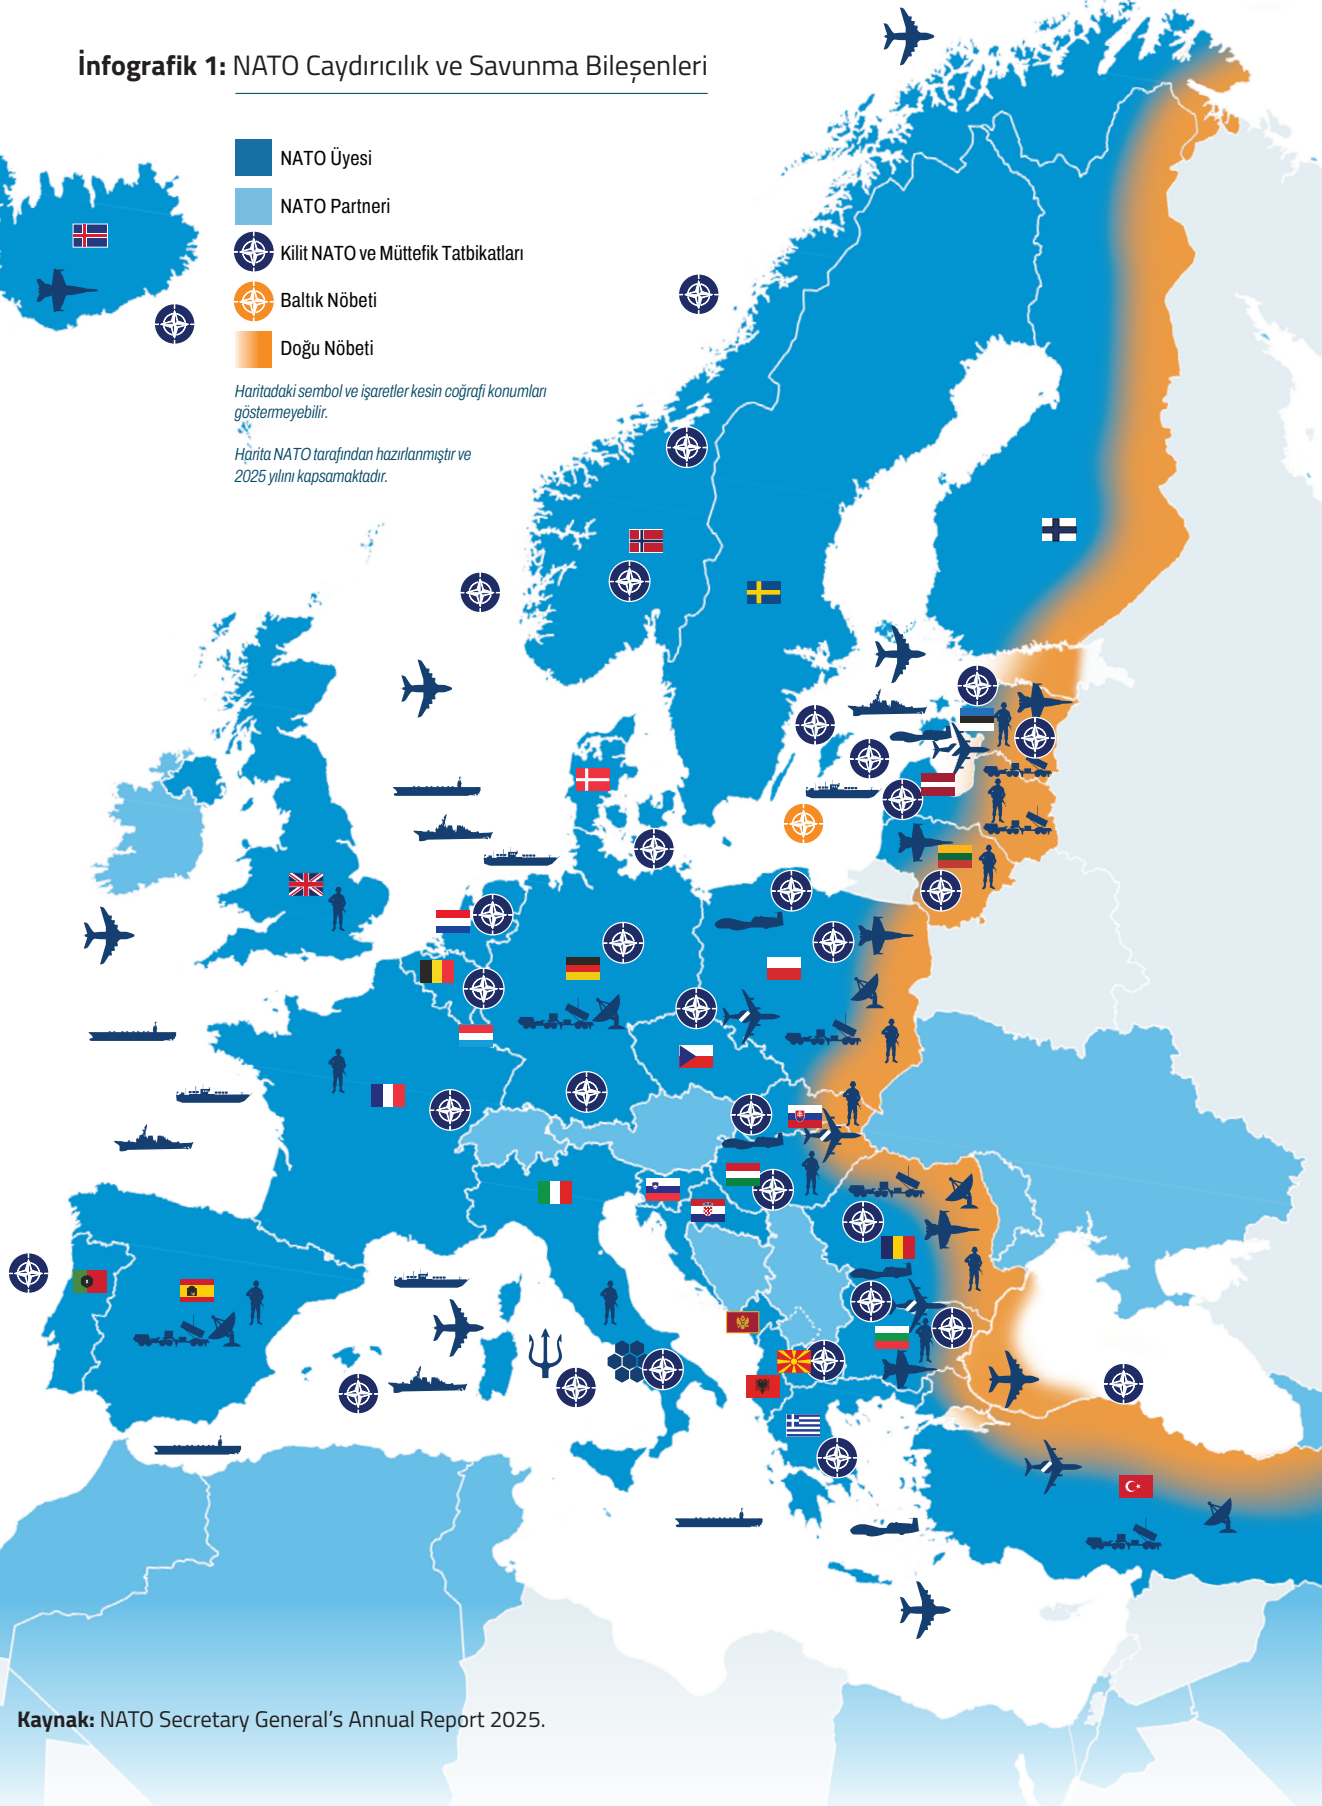 İnfografik 1: NATO Caydırıcılık ve Savunma Bileşenleri
NATO Üyesi
NATO Partneri
Kilit NATO ve Müttefik Tatbikatları
Baltık Nöbeti
Doğu Nöbeti
Haritadaki sembol ve işaretler kesin coğrafi konumları
göstermeyebilir.
Harita NATO tarafından hazırlanmıştır ve
2025 yılını kapsamaktadır.
Kaynak: NATO Secretary General’s Annual Report 2025.